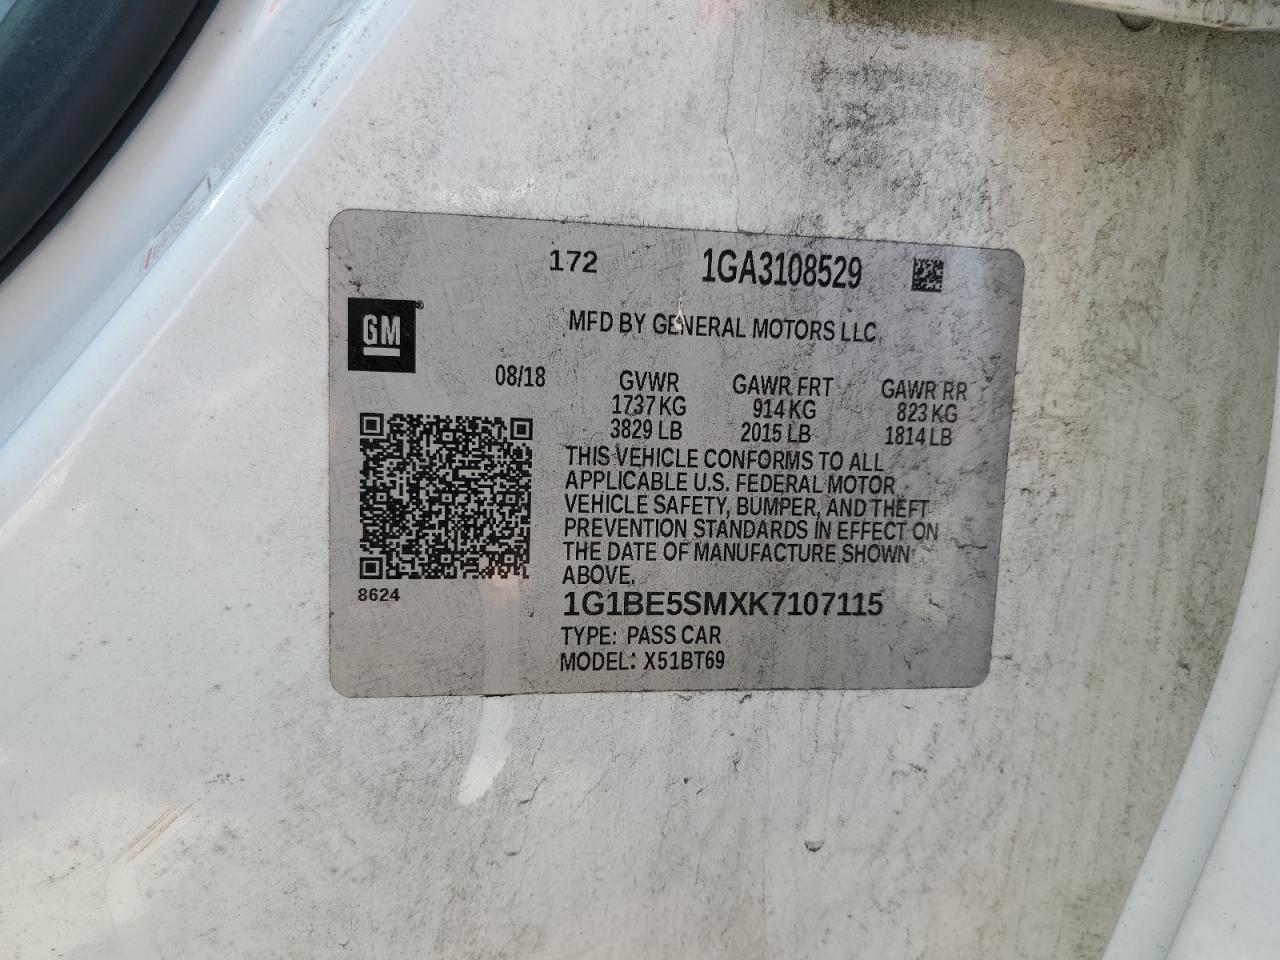 172 1GA3108529
GM®
MFD BY GENERAL MOTORS LLC
08/18 GVWR GAWR FRT GAWR RR
1737 KG 914 KG 823 KG
3829 LB 2015 LB 1814 LB
THIS VEHICLE CONFORMS TO ALL
APPLICABLE U.S. FEDERAL MOTOR
VEHICLE SAFETY, BUMPER, AND THEFT
PREVENTION STANDARDS IN EFFECT ON
THE DATE OF MANUFACTURE SHOWN
ABOVE.
8624
1G1BE5SMXK7107115
TYPE: PASS CAR
MODEL: X51BT69